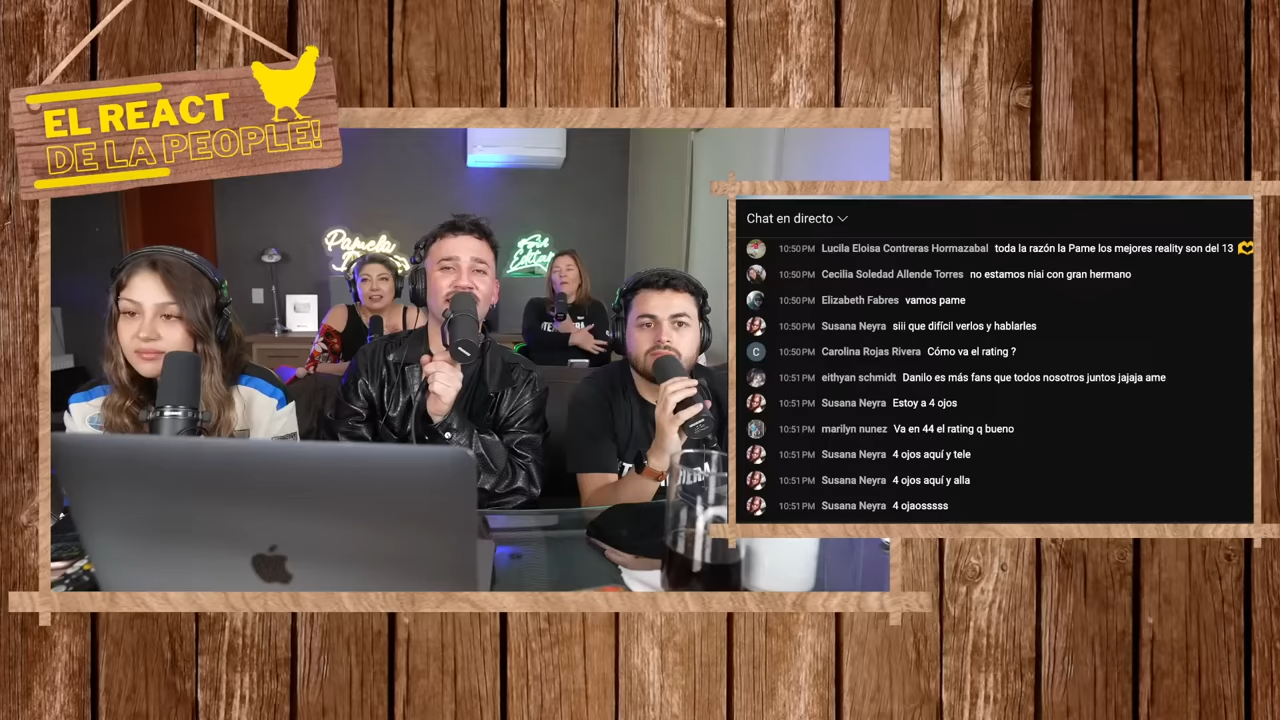 EL REACT
DE LA PEOPLE!
Pamela
Sin
Editar
Chat en directo
10:50 PM Lucila Eloisa Contreras Hormazabal toda la razón la Pame los mejores reality son del 13
10:50 PM Cecilia Soledad Allende Torres no estamos niai con gran hermano
10:50 PM Elizabeth Fabres vamos pame
10:50 PM Susana Neyra siii que difícil verlos y hablarles
C 10:50 PM Carolina Rojas Rivera Cómo va el rating ?
10:51 PM eithyan schmidt Danilo es más fans que todos nosotros juntos jajaja ame
10:51 PM Susana Neyra Estoy a 4 ojos
10:51 PM marilyn nunez Va en 44 el rating q bueno
10:51 PM Susana Neyra 4 ojos aquí y tele
10:51 PM Susana Neyra 4 ojos aquí y alla
10:51 PM Susana Neyra 4 ojaosssss